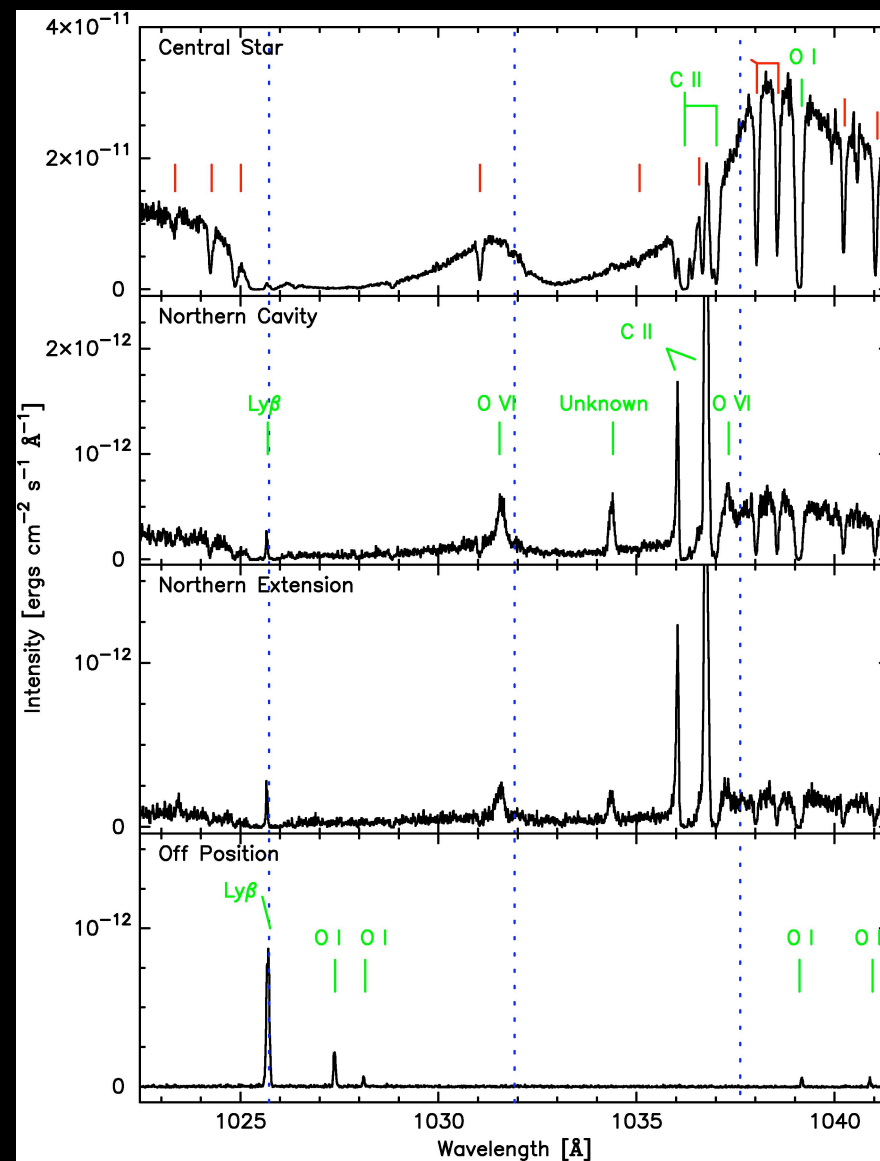 4×10⁻¹¹
Central Star
O I
C II
2×10⁻¹¹
0
Northern Cavity
2×10⁻¹²
C II
Lyβ
O VI
Unknown
O VI
10⁻¹²
0
Northern Extension
10⁻¹²
0
Off Position
Lyβ
10⁻¹²
O I
O I
O I
O I
0
1025
1030
1035
1040
Wavelength [Å]
Intensity [ergs cm⁻² s⁻¹ Å⁻¹]